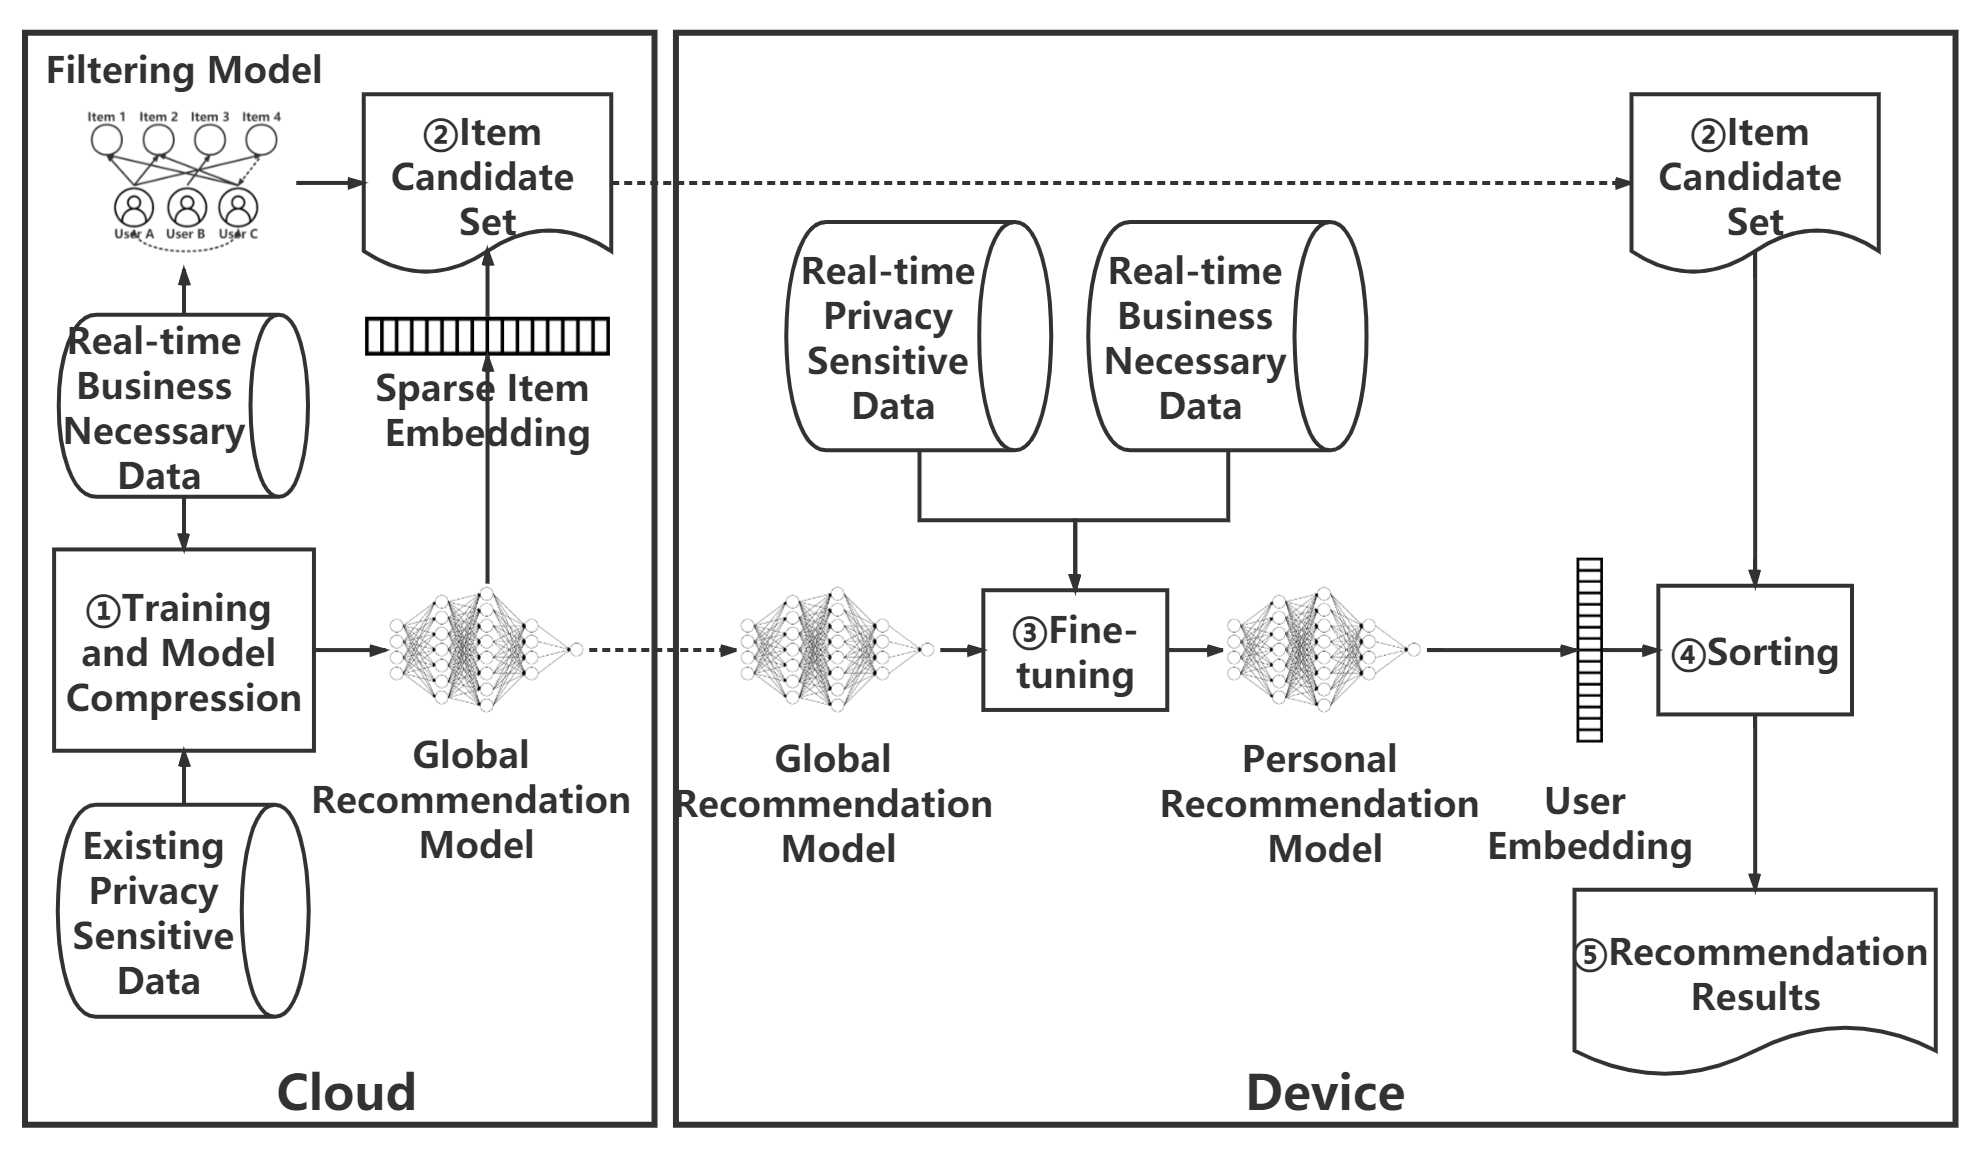 Filtering Model
Item 1 Item 2 Item 3 Item 4
User A User B User C
②Item
Candidate
Set
Real-time
Business
Necessary
Data
Sparse Item
Embedding
①Training
and Model
Compression
Global
Recommendation
Model
Existing
Privacy
Sensitive
Data
Cloud
②Item
Candidate
Set
Real-time
Privacy
Sensitive
Data
Real-time
Business
Necessary
Data
Global
Recommendation
Model
③Fine-
tuning
Personal
Recommendation
Model
User
Embedding
④Sorting
⑤Recommendation
Results
Device